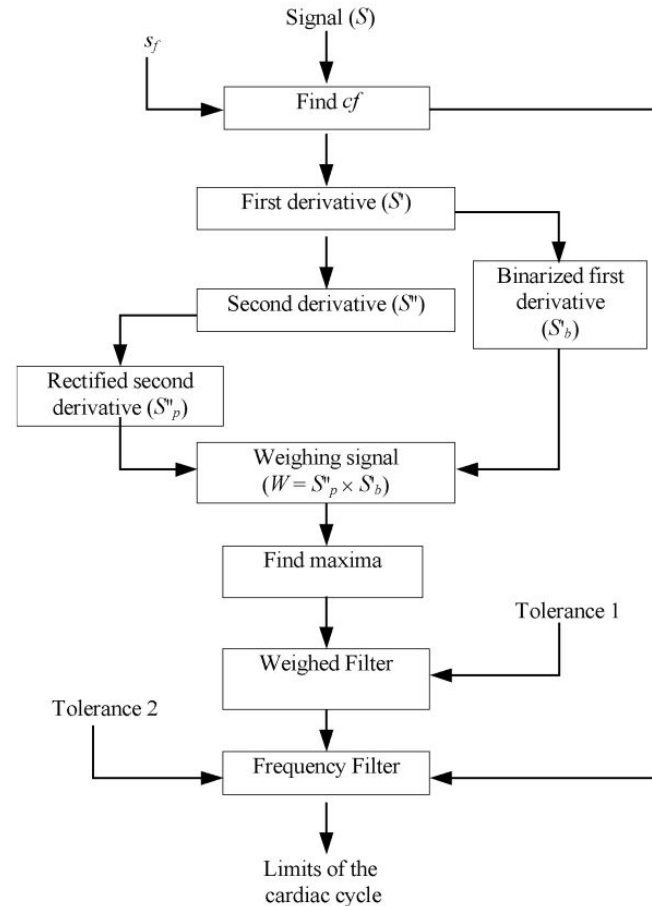 Signal (S)
s_f
Find cf
First derivative (S')
Binarized first
derivative
(S'_b)
Second derivative (S'')
Rectified second
derivative (S''_p)
Weighing signal
(W = S''_p × S'_b)
Find maxima
Tolerance 1
Weighed Filter
Tolerance 2
Frequency Filter
Limits of the
cardiac cycle